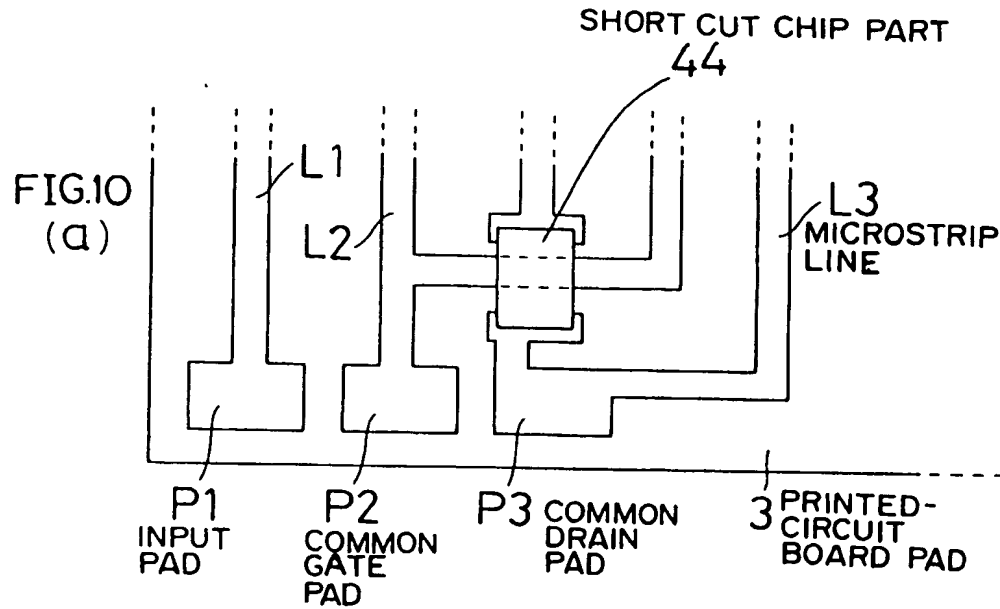 SHORT CUT CHIP PART
44
FIG.10
(a)
L1
L2
L3
MICROSTRIP
LINE
P1
INPUT
PAD
P2
COMMON
GATE
PAD
P3 COMMON
DRAIN
PAD
3 PRINTED-
CIRCUIT
BOARD PAD